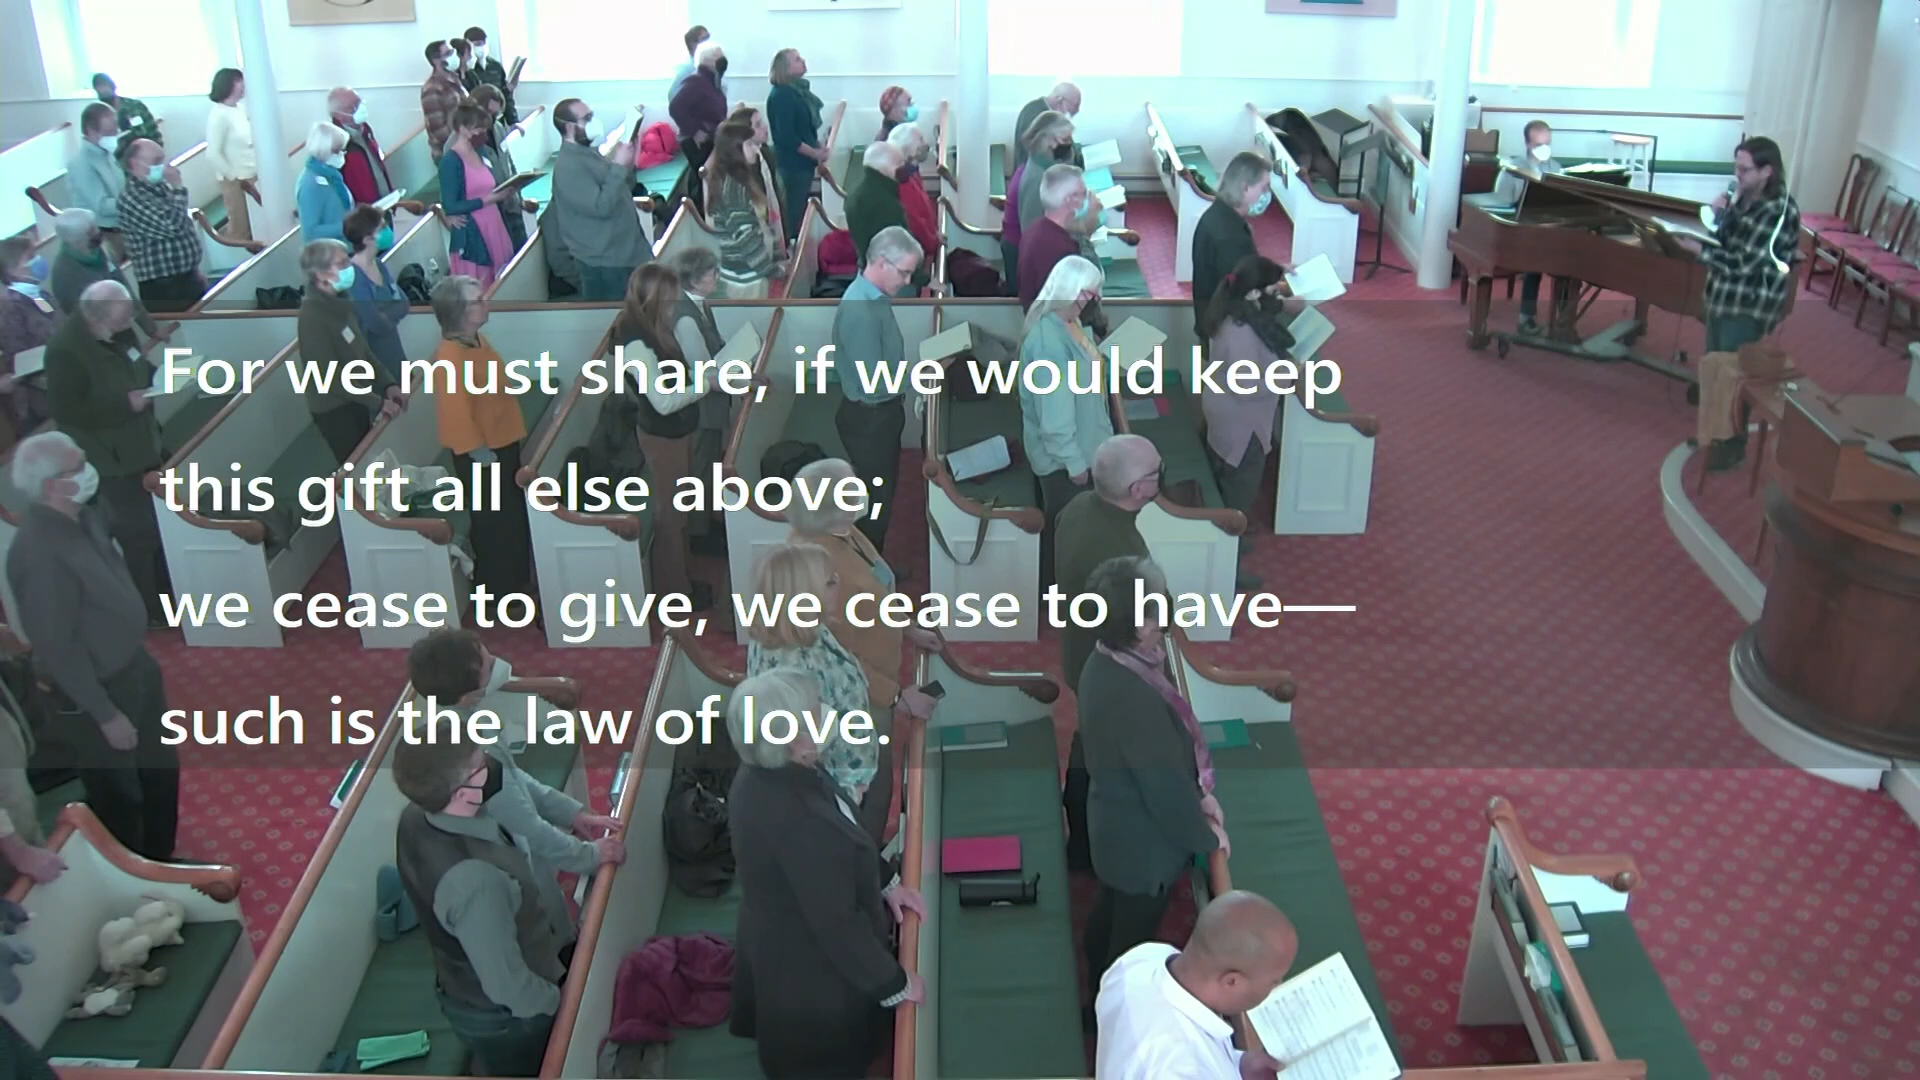 For we must share, if we would keep
this gift all else above;
we cease to give, we cease to have—
such is the law of love.